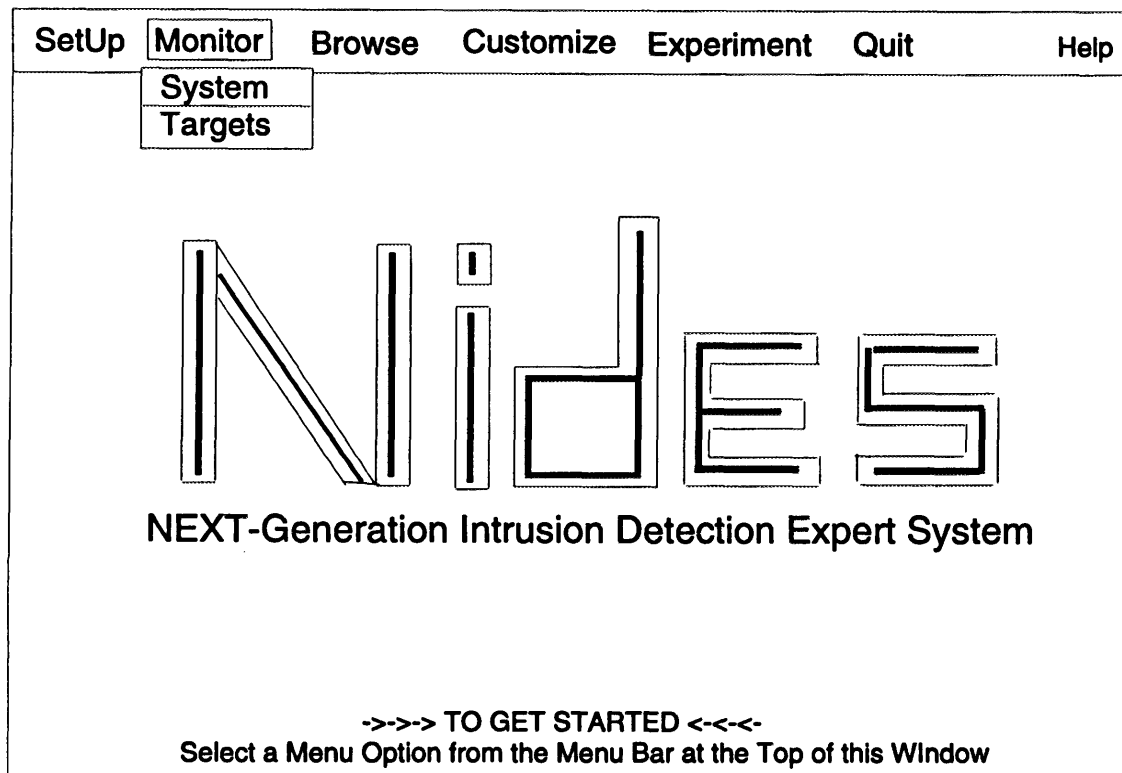 SetUp Monitor Browse Customize Experiment Quit Help
System
Targets
NidES
NEXT-Generation Intrusion Detection Expert System
->->-> TO GET STARTED <-<-<-
Select a Menu Option from the Menu Bar at the Top of this WIndow